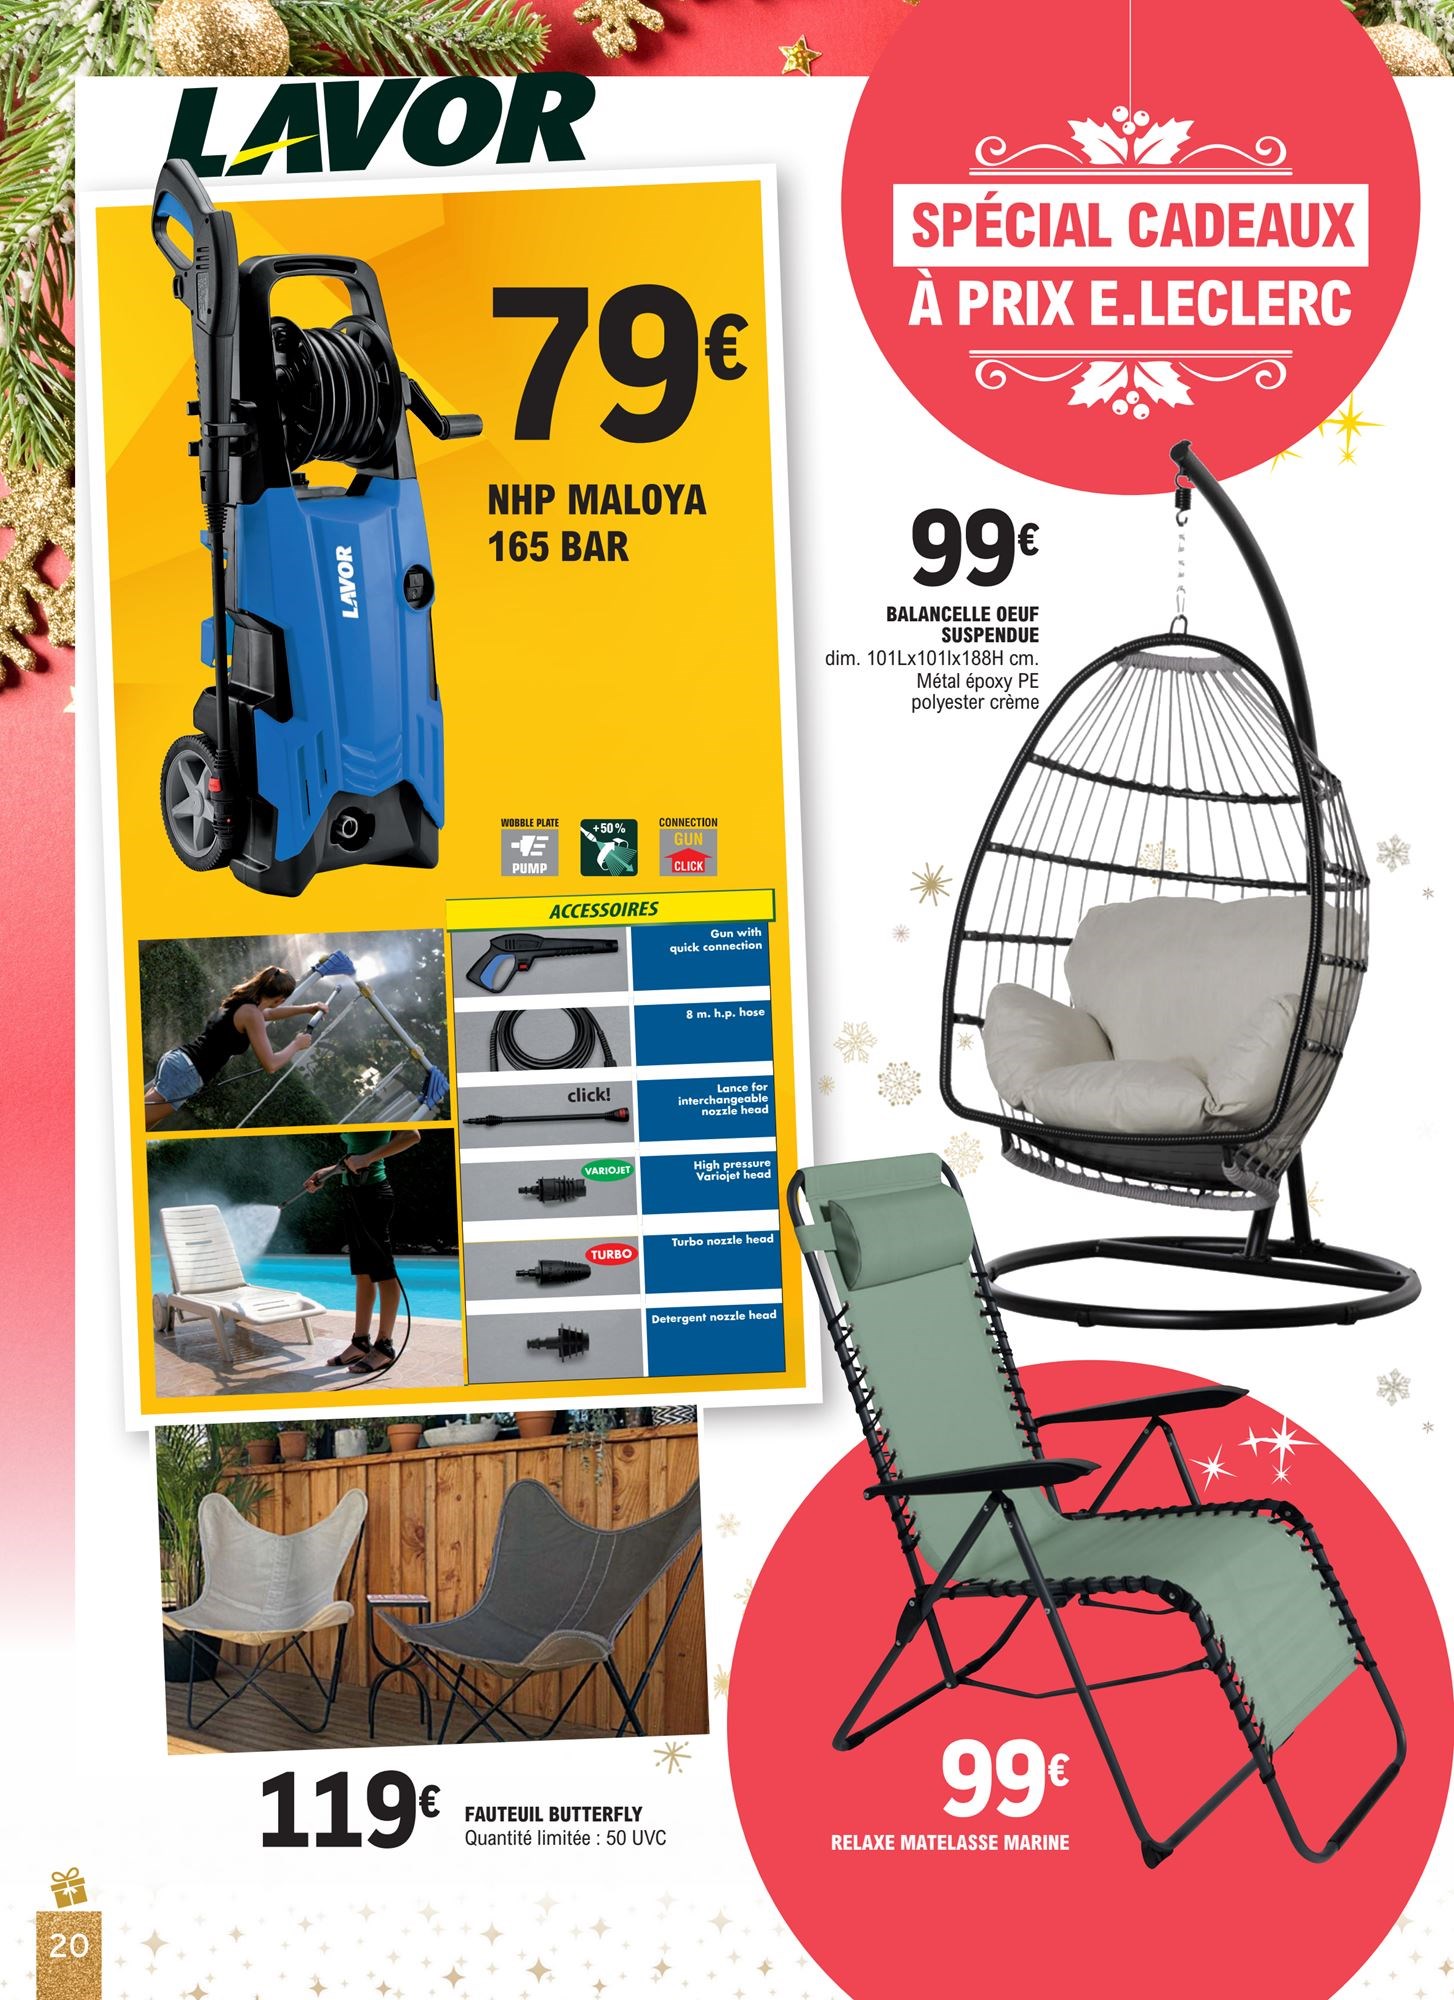 LAVOR
SPÉCIAL CADEAUX
À PRIX E.LECLERC
79€
NHP MALOYA
165 BAR
LAVOR
WOBBLE PLATE
PUMP
+50%
CONNECTION
GUN
CLICK
ACCESSOIRES
Gun with
quick connection
8 m. h.p. hose
click!
Lance for
interchangeable
nozzle head
VARIOJET
High pressure
Variojet head
TURBO
Turbo nozzle head
Detergent nozzle head
99€
BALANCELLE OEUF
SUSPENDUE
dim. 101Lx101lx188H cm.
Métal époxy PE
polyester crème
119€
FAUTEUIL BUTTERFLY
Quantité limitée : 50 UVC
99€
RELAXE MATELASSE MARINE
20